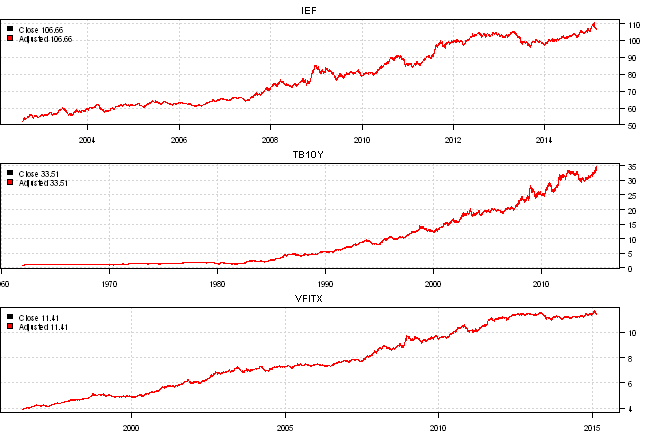 IEF
Close 106.66
Adjusted 106.66
110
100
90
80
70
60
50
2004 2006 2008 2010 2012 2014
TB10Y
Close 33.51
Adjusted 33.51
35
30
25
20
15
10
5
0
960 1970 1980 1990 2000 2010
VFITX
Close 11.41
Adjusted 11.41
10
8
6
4
2000 2005 2010 2015